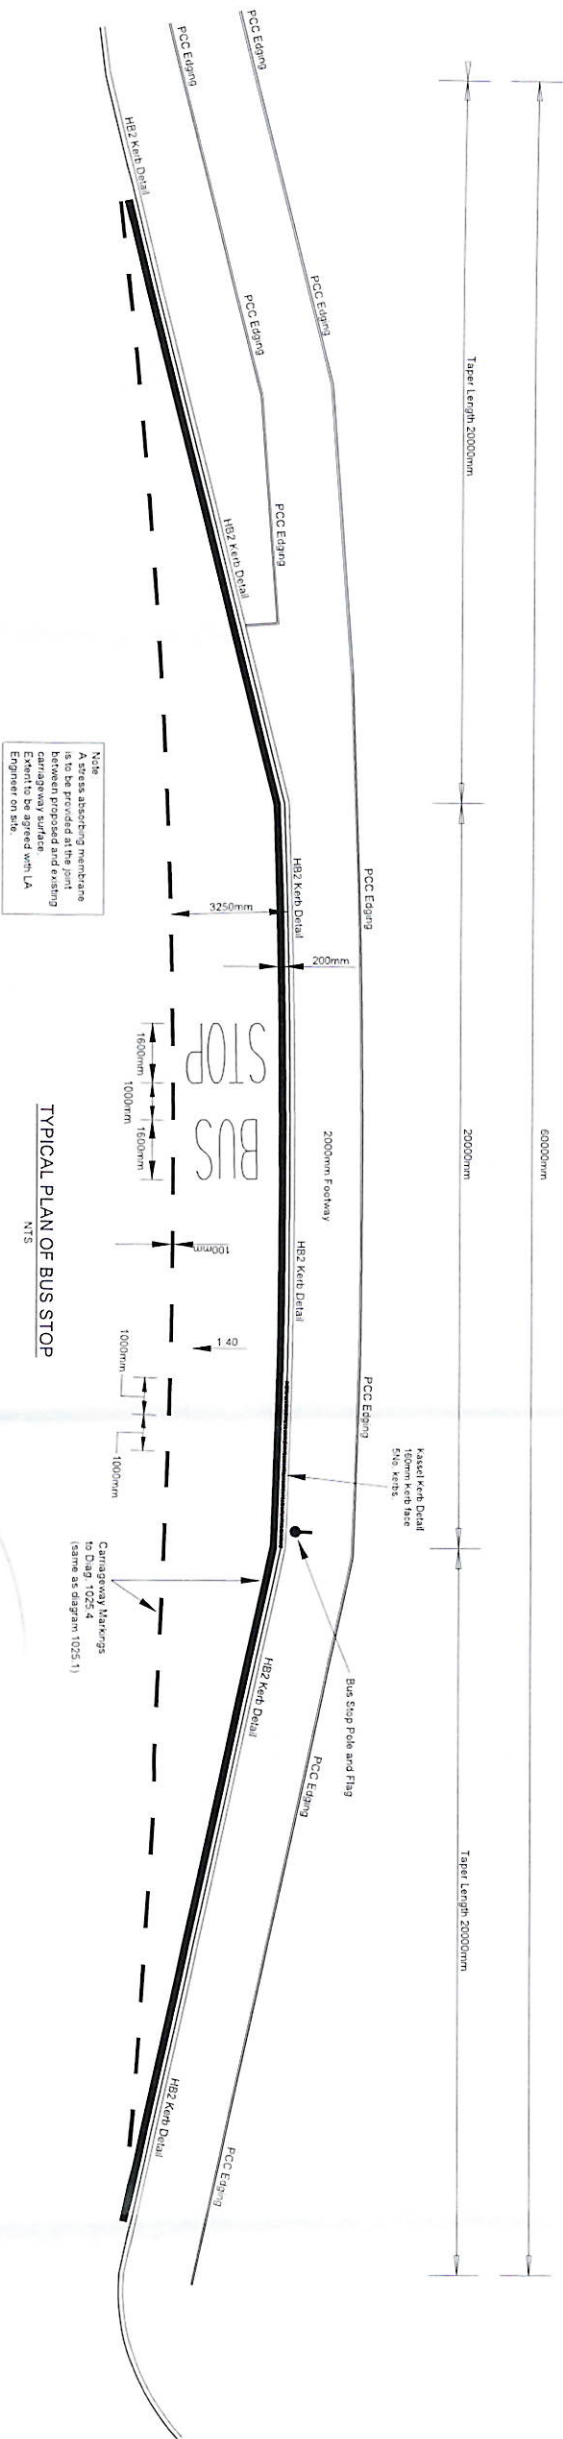 60000mm
Taper Length 20000mm
20000mm
Taper Length 20000mm
PCC Edging
PCC Edging
PCC Edging
PCC Edging
PCC Edging
PCC Edging
PCC Edging
PCC Edging
PCC Edging
HB2 Kerb Detail
HB2 Kerb Detail
HB2 Kerb Detail
HB2 Kerb Detail
HB2 Kerb Detail
HB2 Kerb Detail
2000mm Footway
Kassel Kerb Detail
160mm Kerb face
5No. kerbs.
Bus Stop Pole and Flag
3250mm
200mm
BUS
STOP
1600mm
1000mm
1600mm
100mm
1:40
1000mm
1000mm
Carriageway Markings
to Diag. 1025.4
(same as diagram 1025.1)
Note:
A stress absorbing membrane
is to be provided at the joint
between proposed and existing
carriageway surface.
Extent to be agreed with LA
Engineer on site.
TYPICAL PLAN OF BUS STOP
NTS